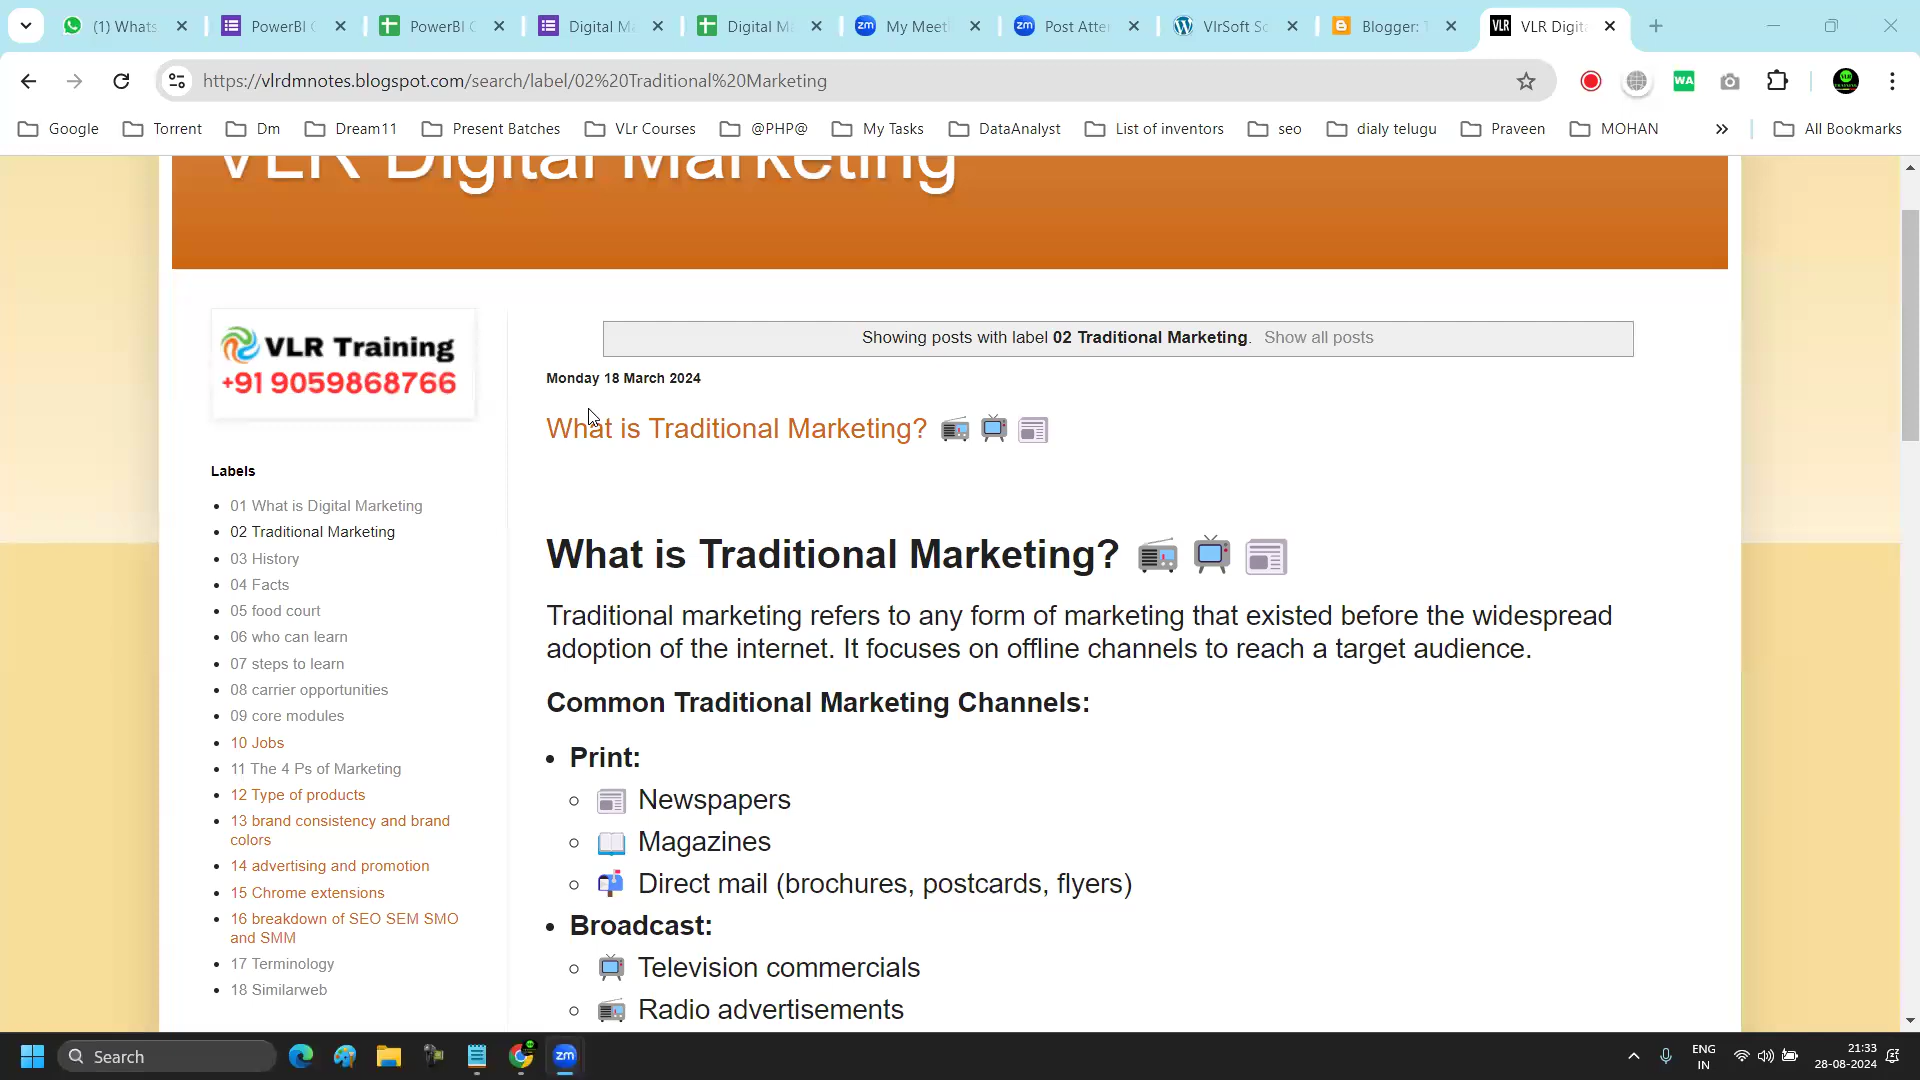 (1) Whats
PowerBI
PowerBI
Digital M
Digital M
zm My Meeti
zm Post Atte
VlrSoft So
Blogger: T
VLR VLR Digit
https://vlrdmnotes.blogspot.com/search/label/02%20Traditional%20Marketing
WA
Google
Torrent
Dm
Dream11
Present Batches
VLr Courses
@PHP@
My Tasks
DataAnalyst
List of inventors
seo
dialy telugu
Praveen
MOHAN
All Bookmarks
VLR Digital Marketing
VLR Training
+91 9059868766
Labels
01 What is Digital Marketing
02 Traditional Marketing
03 History
04 Facts
05 food court
06 who can learn
07 steps to learn
08 carrier opportunities
09 core modules
10 Jobs
11 The 4 Ps of Marketing
12 Type of products
13 brand consistency and brand
colors
14 advertising and promotion
15 Chrome extensions
16 breakdown of SEO SEM SMO
and SMM
17 Terminology
18 Similarweb
Showing posts with label 02 Traditional Marketing. Show all posts
Monday 18 March 2024
What is Traditional Marketing?
What is Traditional Marketing?
Traditional marketing refers to any form of marketing that existed before the widespread
adoption of the internet. It focuses on offline channels to reach a target audience.
Common Traditional Marketing Channels:
Print:
Newspapers
Magazines
Direct mail (brochures, postcards, flyers)
Broadcast:
Television commercials
Radio advertisements
Search
zm
ENG
IN
21:33
28-08-2024